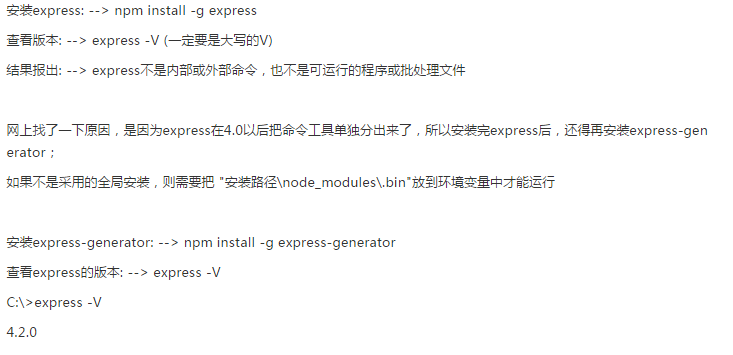 安装express: --> npm install -g express
查看版本: --> express -V (一定要是大写的V)
结果报出: --> express不是内部或外部命令，也不是可运行的程序或批处理文件
网上找了一下原因，是因为express在4.0以后把命令工具单独分出来了，所以安装完express后，还得再安装express-gen
erator；
如果不是采用的全局安装，则需要把 "安装路径\node_modules\.bin"放到环境变量中才能运行
安装express-generator: --> npm install -g express-generator
查看express的版本: --> express -V
C:\>express -V
4.2.0